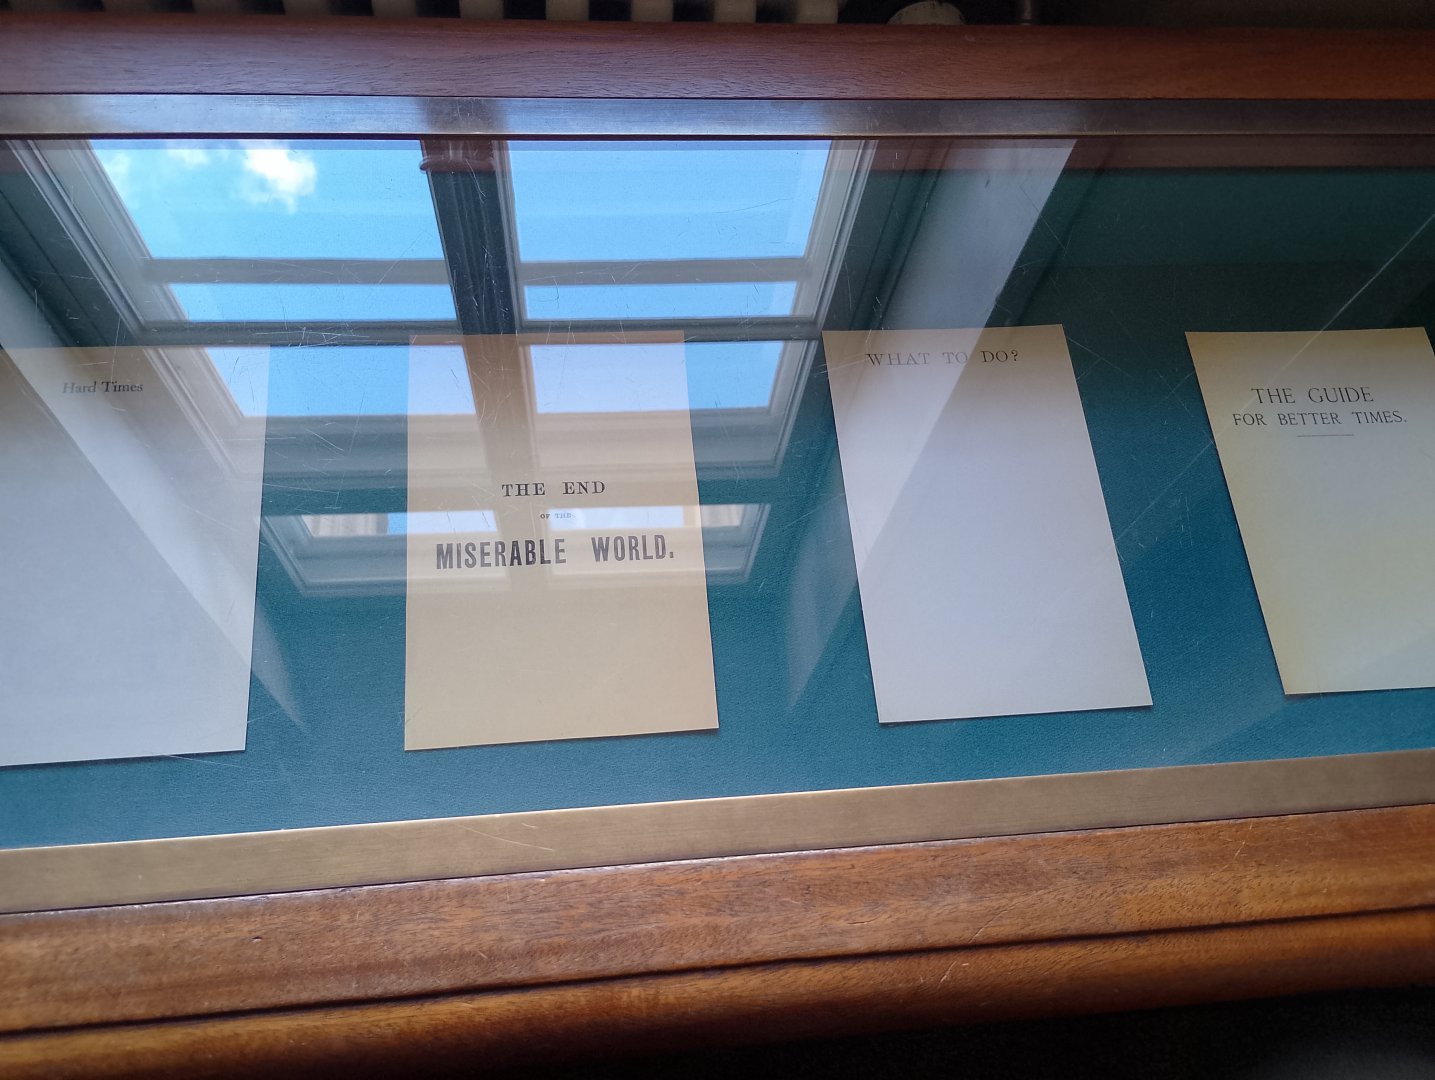 Hard Times
THE END
OF THE
MISERABLE WORLD.
WHAT TO DO?
THE GUIDE
FOR BETTER TIMES.